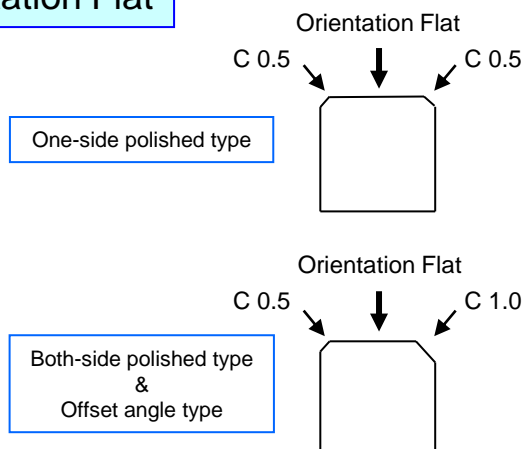 Flat
Orientation Flat
C 0.5
C 0.5
One-side polished type
Orientation Flat
C 0.5
C 1.0
Both-side polished type
&
Offset angle type